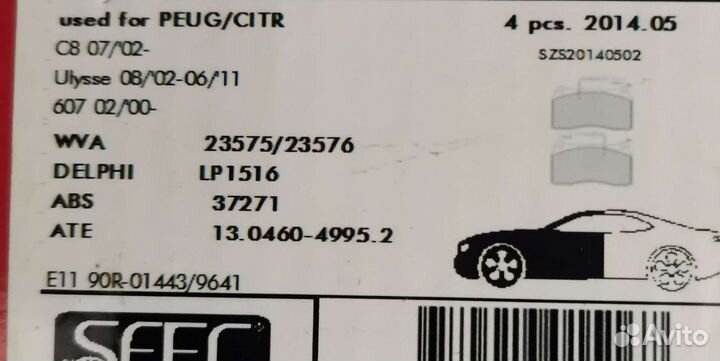 used for PEUG/CITR
4 pcs. 2014.05
SZS20140502
C8 07/'02-
Ulysse 08/'02-06/'11
607 02/'00-
WVA 23575/23576
DELPHI LP1516
ABS 37271
ATE 13.0460-4995.2
E11 90R-01443/9641
Avito